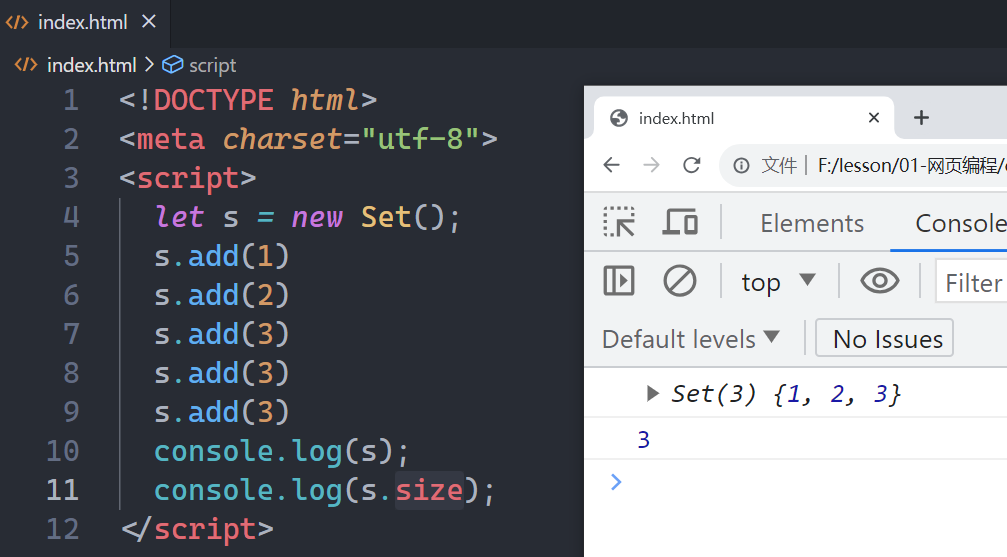 index.html
index.html > script
1 <!DOCTYPE html>
2 <meta charset="utf-8">
3 <script>
4 let s = new Set();
5 s.add(1)
6 s.add(2)
7 s.add(3)
8 s.add(3)
9 s.add(3)
10 console.log(s);
11 console.log(s.size);
12 </script>
index.html
文件 | F:/lesson/01-网页编程/
Elements Console
top Filter
Default levels No Issues
Set(3) {1, 2, 3}
3